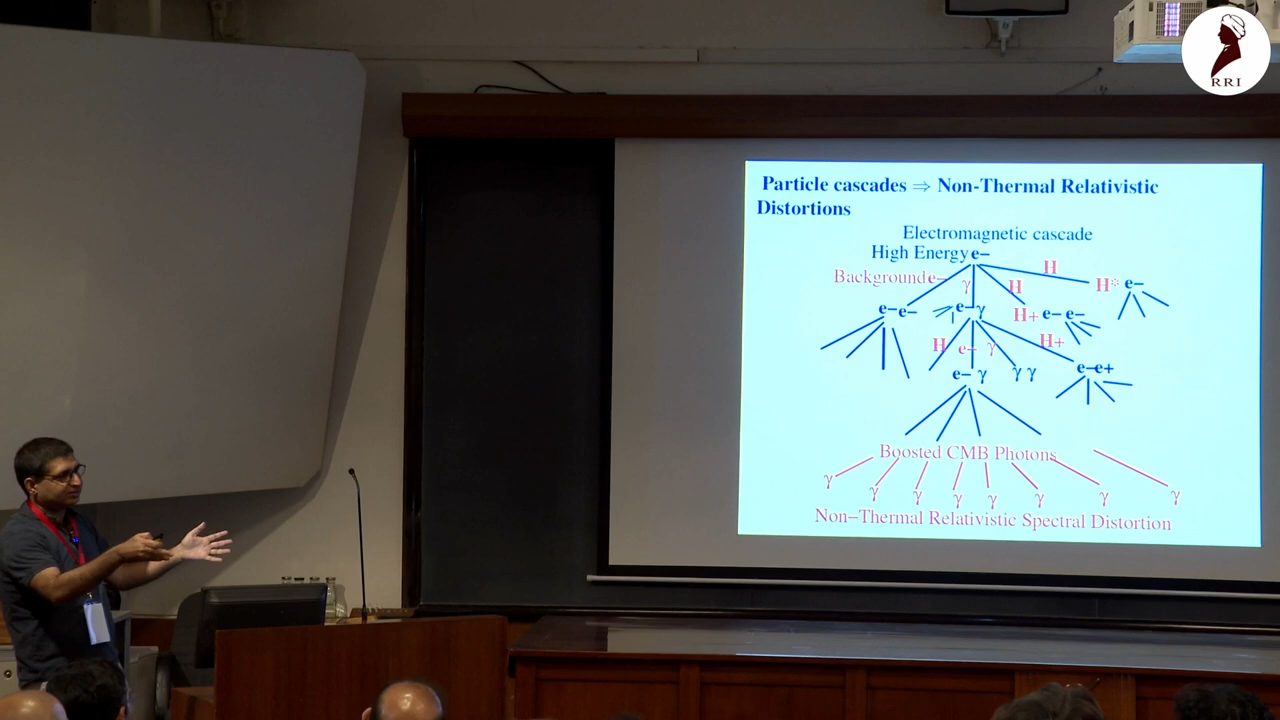 RRI
Particle cascades ⇒ Non-Thermal Relativistic
Distortions
Electromagnetic cascade
High Energy e−
Background e− γ H H H* e−
e− e− e− γ H+ e− e−
H e− γ H+
e− γ γ γ e− e+
Boosted CMB Photons
γ γ γ γ γ γ γ γ
Non−Thermal Relativistic Spectral Distortion